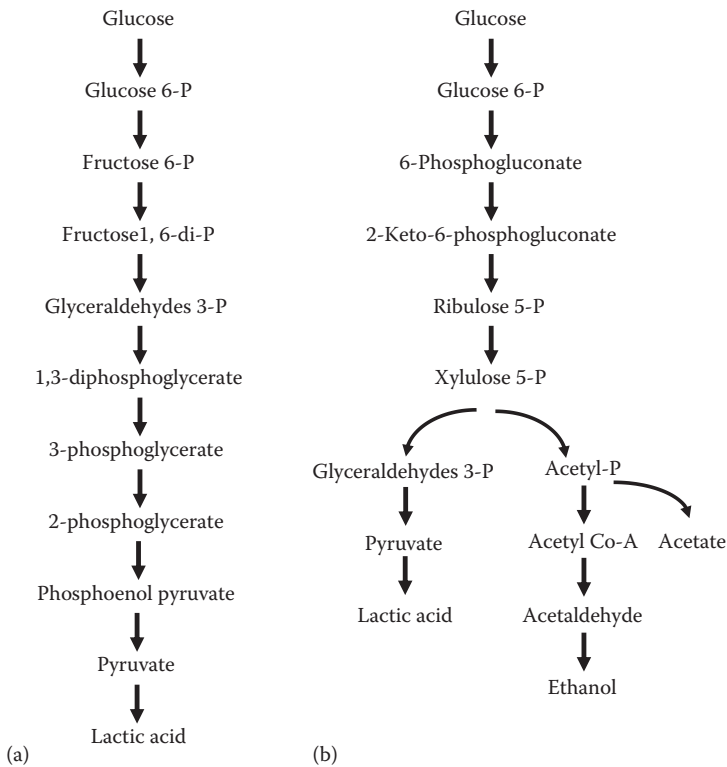 Glucose
Glucose 6-P
Fructose 6-P
Fructose1, 6-di-P
Glyceraldehydes 3-P
1,3-diphosphoglycerate
3-phosphoglycerate
2-phosphoglycerate
Phosphoenol pyruvate
Pyruvate
Lactic acid
(a)
Glucose
Glucose 6-P
6-Phosphogluconate
2-Keto-6-phosphogluconate
Ribulose 5-P
Xylulose 5-P
Glyceraldehydes 3-P
Pyruvate
Lactic acid
Acetyl-P
Acetyl Co-A
Acetaldehyde
Ethanol
Acetate
(b)